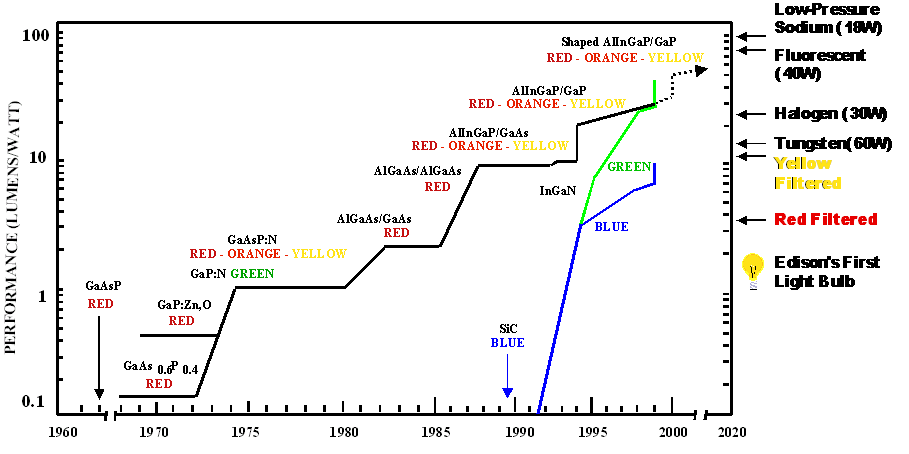 Low-Pressure
Sodium (18W)
Fluorescent
(40W)
Halogen (30W)
Tungsten(60W)
Yellow
Filtered
Red Filtered
Edison's First
Light Bulb
PERFORMANCE (LUMENS/WATT)
100
10
1
0.1
Shaped AlInGaP/GaP
RED - ORANGE - YELLOW
AlInGaP/GaP
RED - ORANGE - YELLOW
AlInGaP/GaAs
RED - ORANGE - YELLOW
AlGaAs/AlGaAs
RED
GREEN
InGaN
BLUE
AlGaAs/GaAs
RED
GaAsP:N
RED - ORANGE - YELLOW
GaP:N GREEN
GaAsP
RED
GaP:Zn,O
RED
SiC
BLUE
GaAs 0.6P 0.4
RED
1960 1970 1975 1980 1985 1990 1995 2000 2020